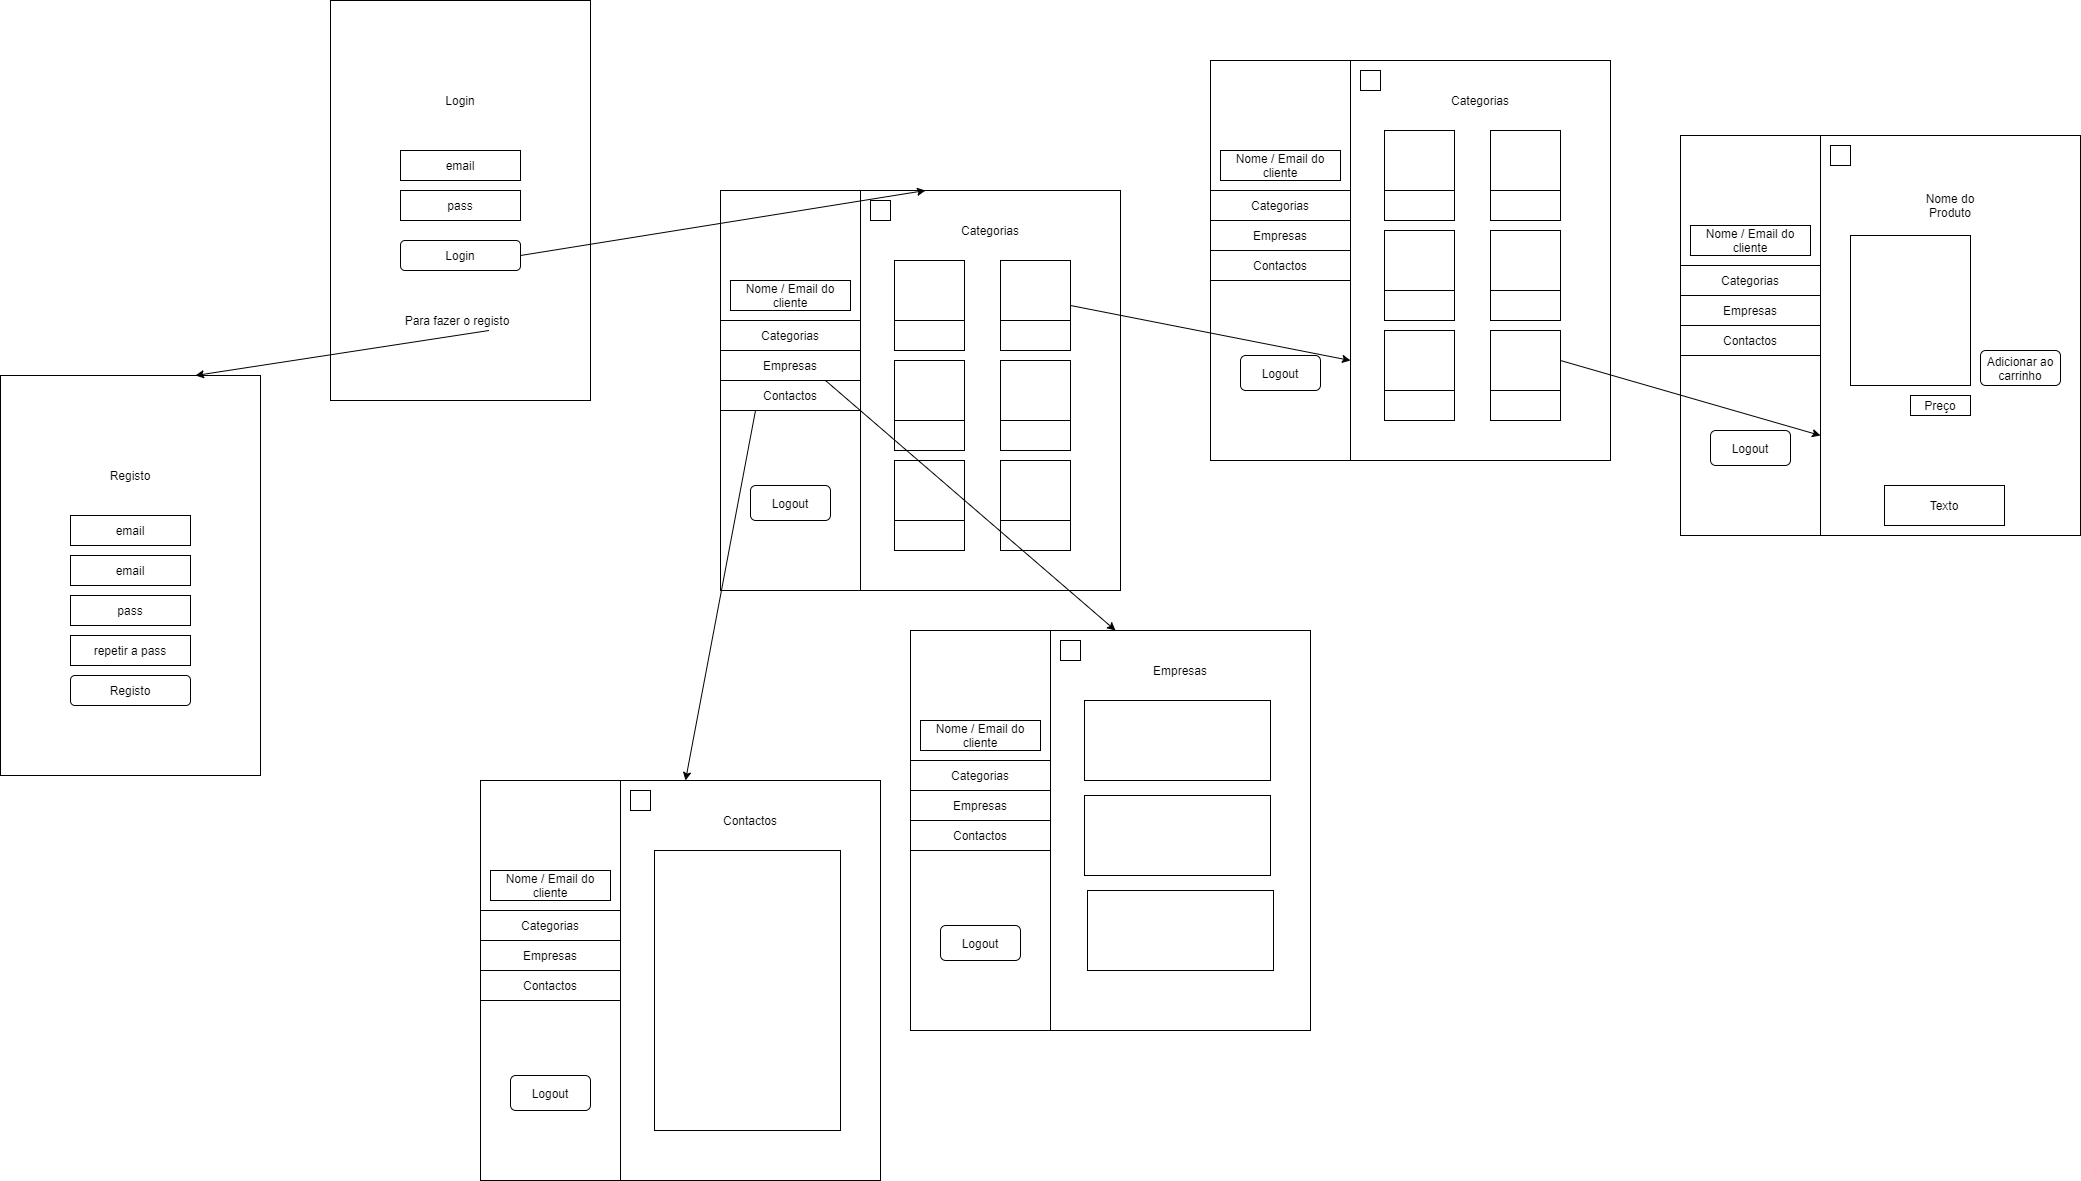 Login
email
pass
Login
Para fazer o registo
Registo
email
email
pass
repetir a pass
Registo
Categorias
Nome / Email do
cliente
Categorias
Empresas
Contactos
Logout
Categorias
Nome / Email do
cliente
Categorias
Empresas
Contactos
Logout
Nome do
Produto
Nome / Email do
cliente
Categorias
Empresas
Contactos
Adicionar ao
carrinho
Preço
Logout
Texto
Empresas
Nome / Email do
cliente
Categorias
Empresas
Contactos
Logout
Contactos
Nome / Email do
cliente
Categorias
Empresas
Contactos
Logout